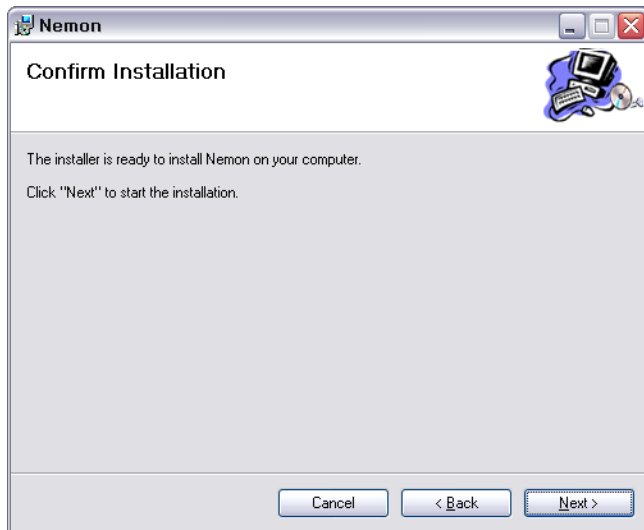 Nemon
Confirm Installation
The installer is ready to install Nemon on your computer.
Click "Next" to start the installation.
Cancel
< Back
Next >